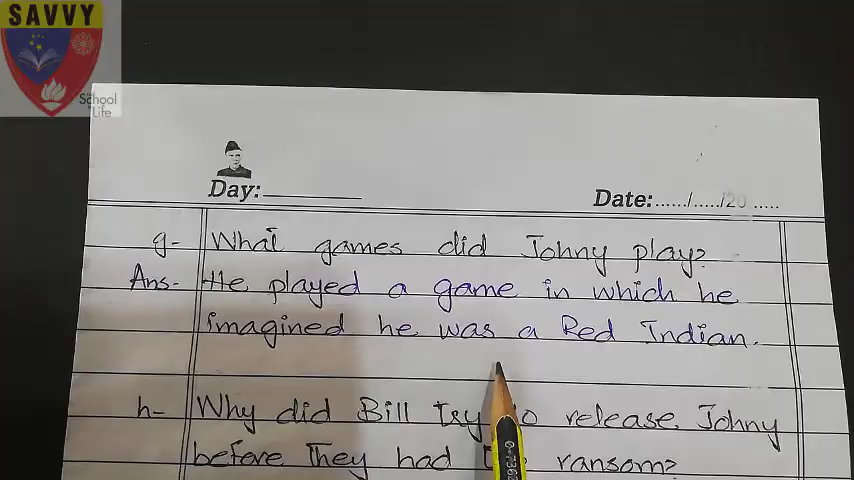 SAVVY
School
of Life
Day:
Date: ....../....../20 .....
g- What games did Johny play?
Ans- He played a game in which he
imagined he was a Red Indian.
h- Why did Bill try to release Johny
before They had ransom?